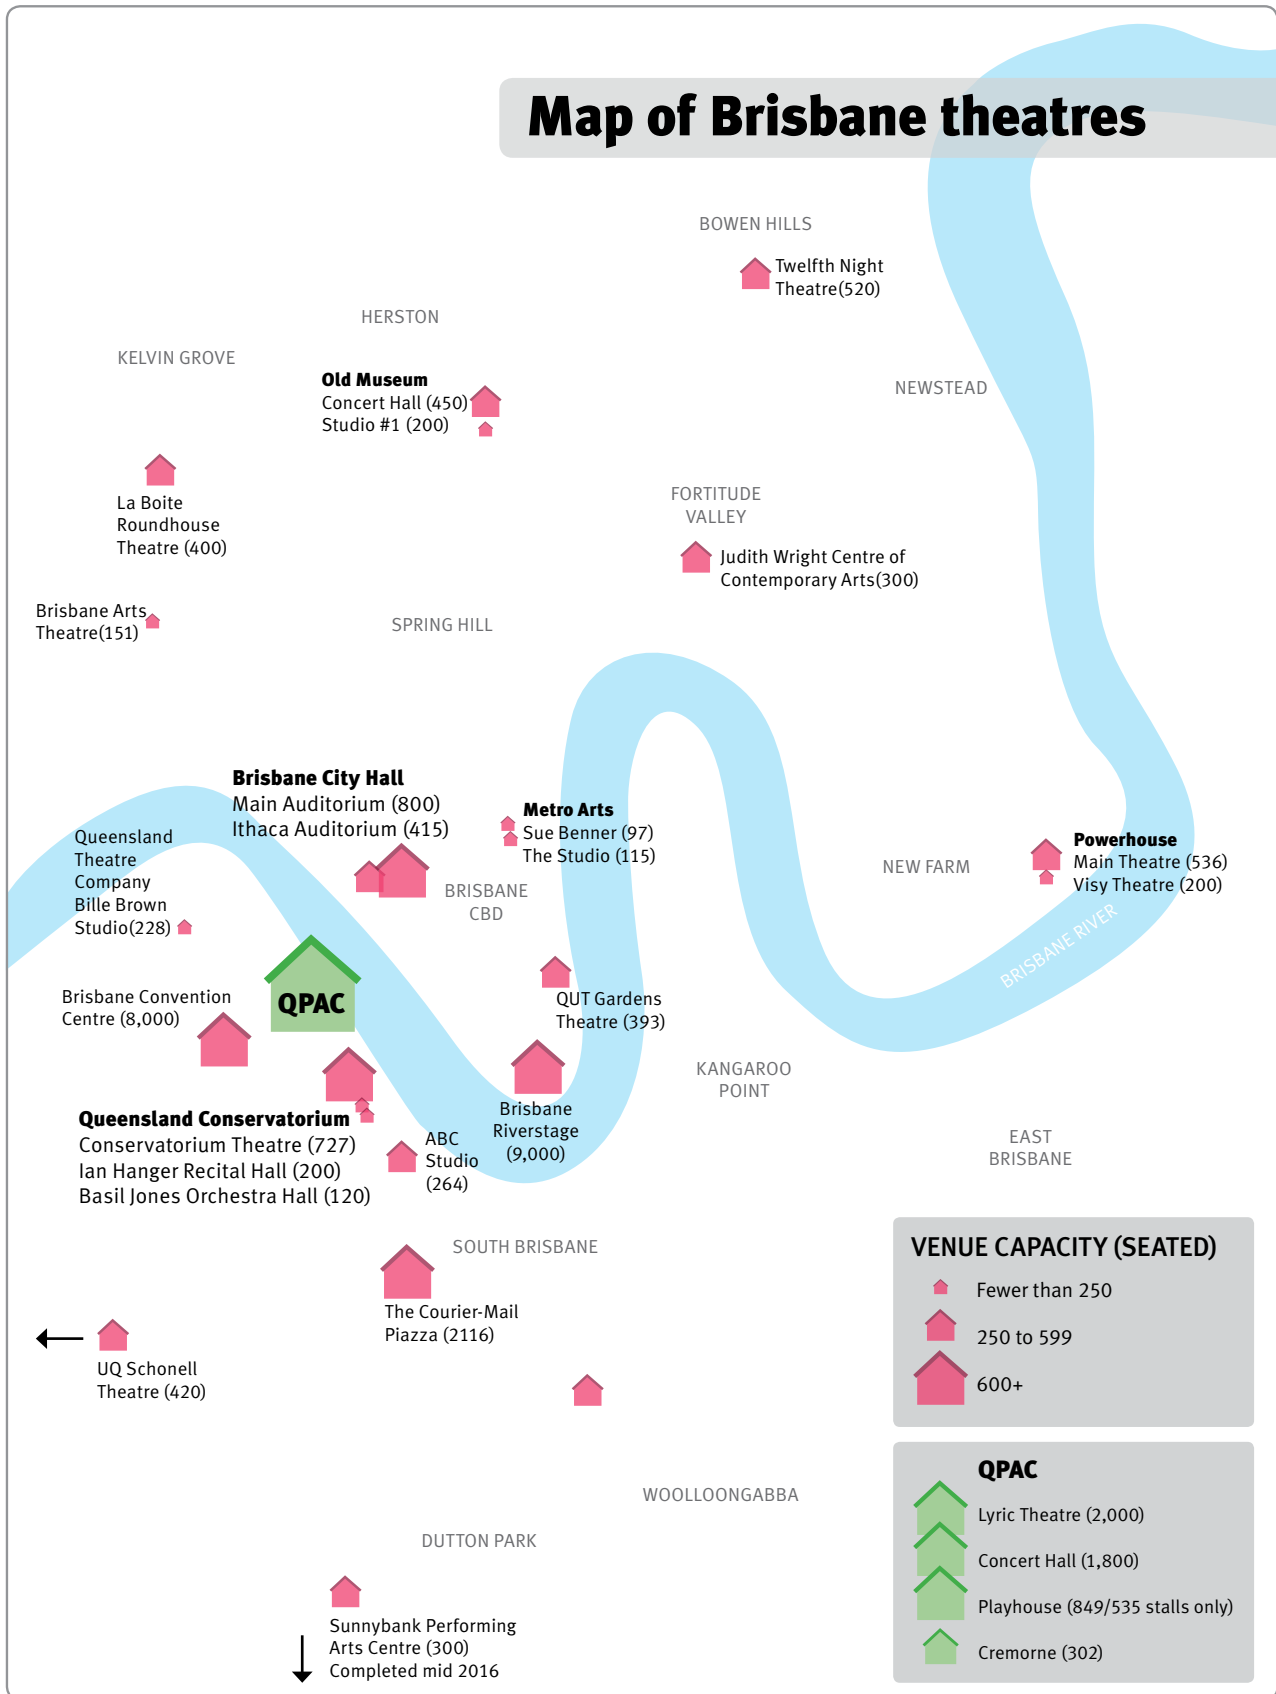 Map of Brisbane theatres
BOWEN HILLS
Twelfth Night
Theatre(520)
HERSTON
KELVIN GROVE
Old Museum
Concert Hall (450)
Studio #1 (200)
NEWSTEAD
La Boite
Roundhouse
Theatre (400)
FORTITUDE
VALLEY
Judith Wright Centre of
Contemporary Arts(300)
Brisbane Arts
Theatre(151)
SPRING HILL
Brisbane City Hall
Main Auditorium (800)
Ithaca Auditorium (415)
Metro Arts
Sue Benner (97)
The Studio (115)
Queensland
Theatre
Company
Bille Brown
Studio(228)
BRISBANE
CBD
NEW FARM
Powerhouse
Main Theatre (536)
Visy Theatre (200)
BRISBANE RIVER
QPAC
Brisbane Convention
Centre (8,000)
QUT Gardens
Theatre (393)
KANGAROO
POINT
Queensland Conservatorium
Conservatorium Theatre (727)
Ian Hanger Recital Hall (200)
Basil Jones Orchestra Hall (120)
ABC
Studio
(264)
Brisbane
Riverstage
(9,000)
EAST
BRISBANE
SOUTH BRISBANE
The Courier-Mail
Piazza (2116)
UQ Schonell
Theatre (420)
VENUE CAPACITY (SEATED)
Fewer than 250
250 to 599
600+
WOOLLOONGABBA
DUTTON PARK
Sunnybank Performing
Arts Centre (300)
Completed mid 2016
QPAC
Lyric Theatre (2,000)
Concert Hall (1,800)
Playhouse (849/535 stalls only)
Cremorne (302)